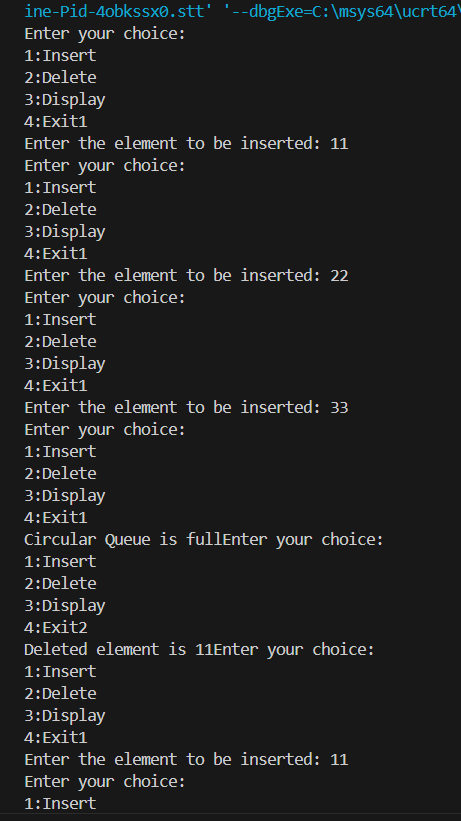 ine-Pid-4obkssx0.stt' '--dbgExe=C:\msys64\ucrt64\
Enter your choice:
1:Insert
2:Delete
3:Display
4:Exit1
Enter the element to be inserted: 11
Enter your choice:
1:Insert
2:Delete
3:Display
4:Exit1
Enter the element to be inserted: 22
Enter your choice:
1:Insert
2:Delete
3:Display
4:Exit1
Enter the element to be inserted: 33
Enter your choice:
1:Insert
2:Delete
3:Display
4:Exit1
Circular Queue is fullEnter your choice:
1:Insert
2:Delete
3:Display
4:Exit2
Deleted element is 11Enter your choice:
1:Insert
2:Delete
3:Display
4:Exit1
Enter the element to be inserted: 11
Enter your choice:
1:Insert